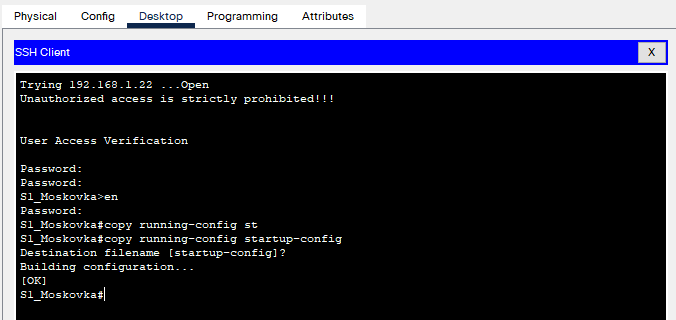 Physical Config Desktop Programming Attributes
SSH Client X
Trying 192.168.1.22 ...Open
Unauthorized access is strictly prohibited!!!
User Access Verification
Password:
Password:
S1_Moskovka>en
Password:
S1_Moskovka#copy running-config st
S1_Moskovka#copy running-config startup-config
Destination filename [startup-config]?
Building configuration...
[OK]
S1_Moskovka#